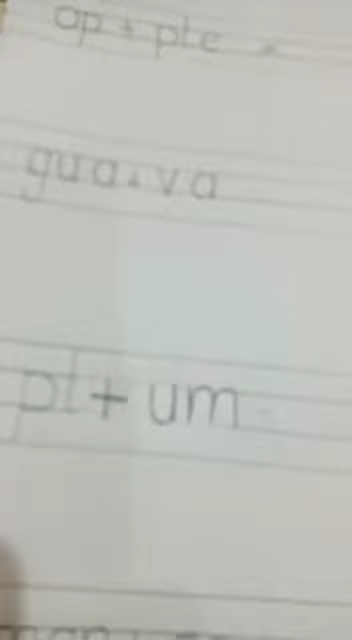 ap + ple =
gua + va
pl + um